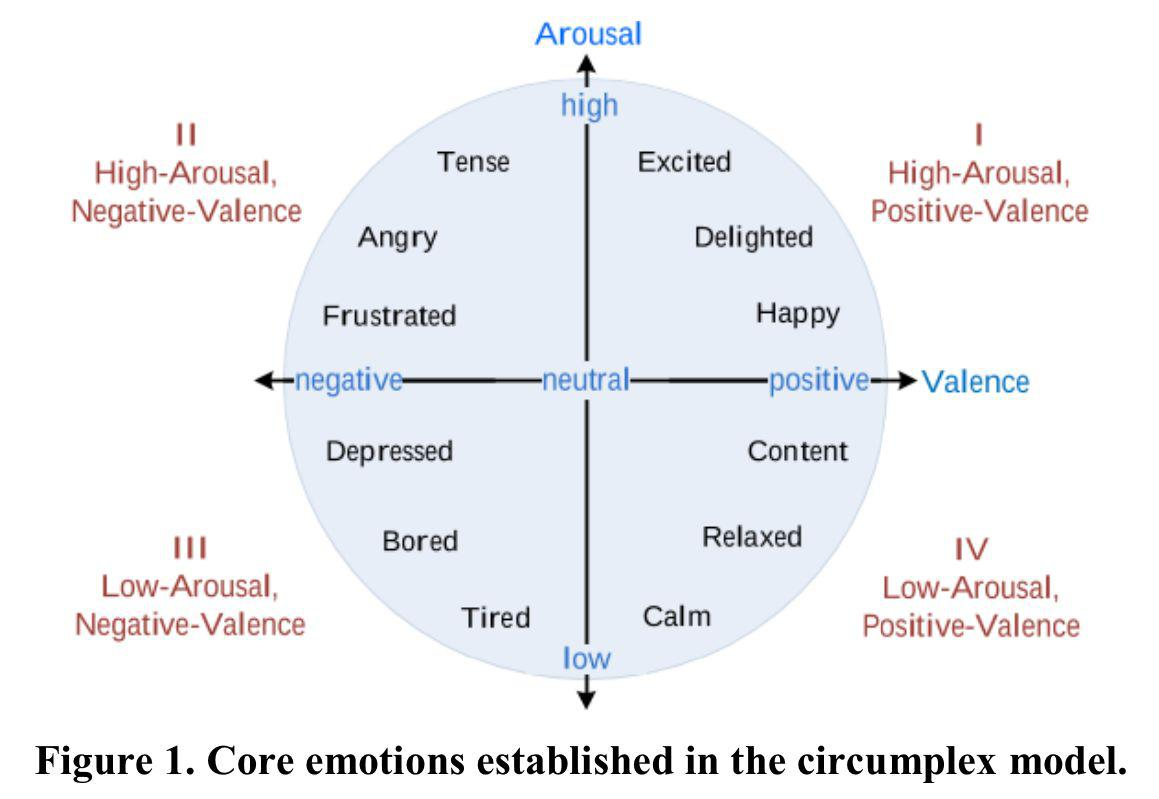 Arousal
high
II
High-Arousal,
Negative-Valence
I
High-Arousal,
Positive-Valence
Tense
Excited
Angry
Delighted
Frustrated
Happy
negative
neutral
positive
Valence
Depressed
Content
Bored
Relaxed
III
Low-Arousal,
Negative-Valence
IV
Low-Arousal,
Positive-Valence
Tired
Calm
low
Figure 1. Core emotions established in the circumplex model.